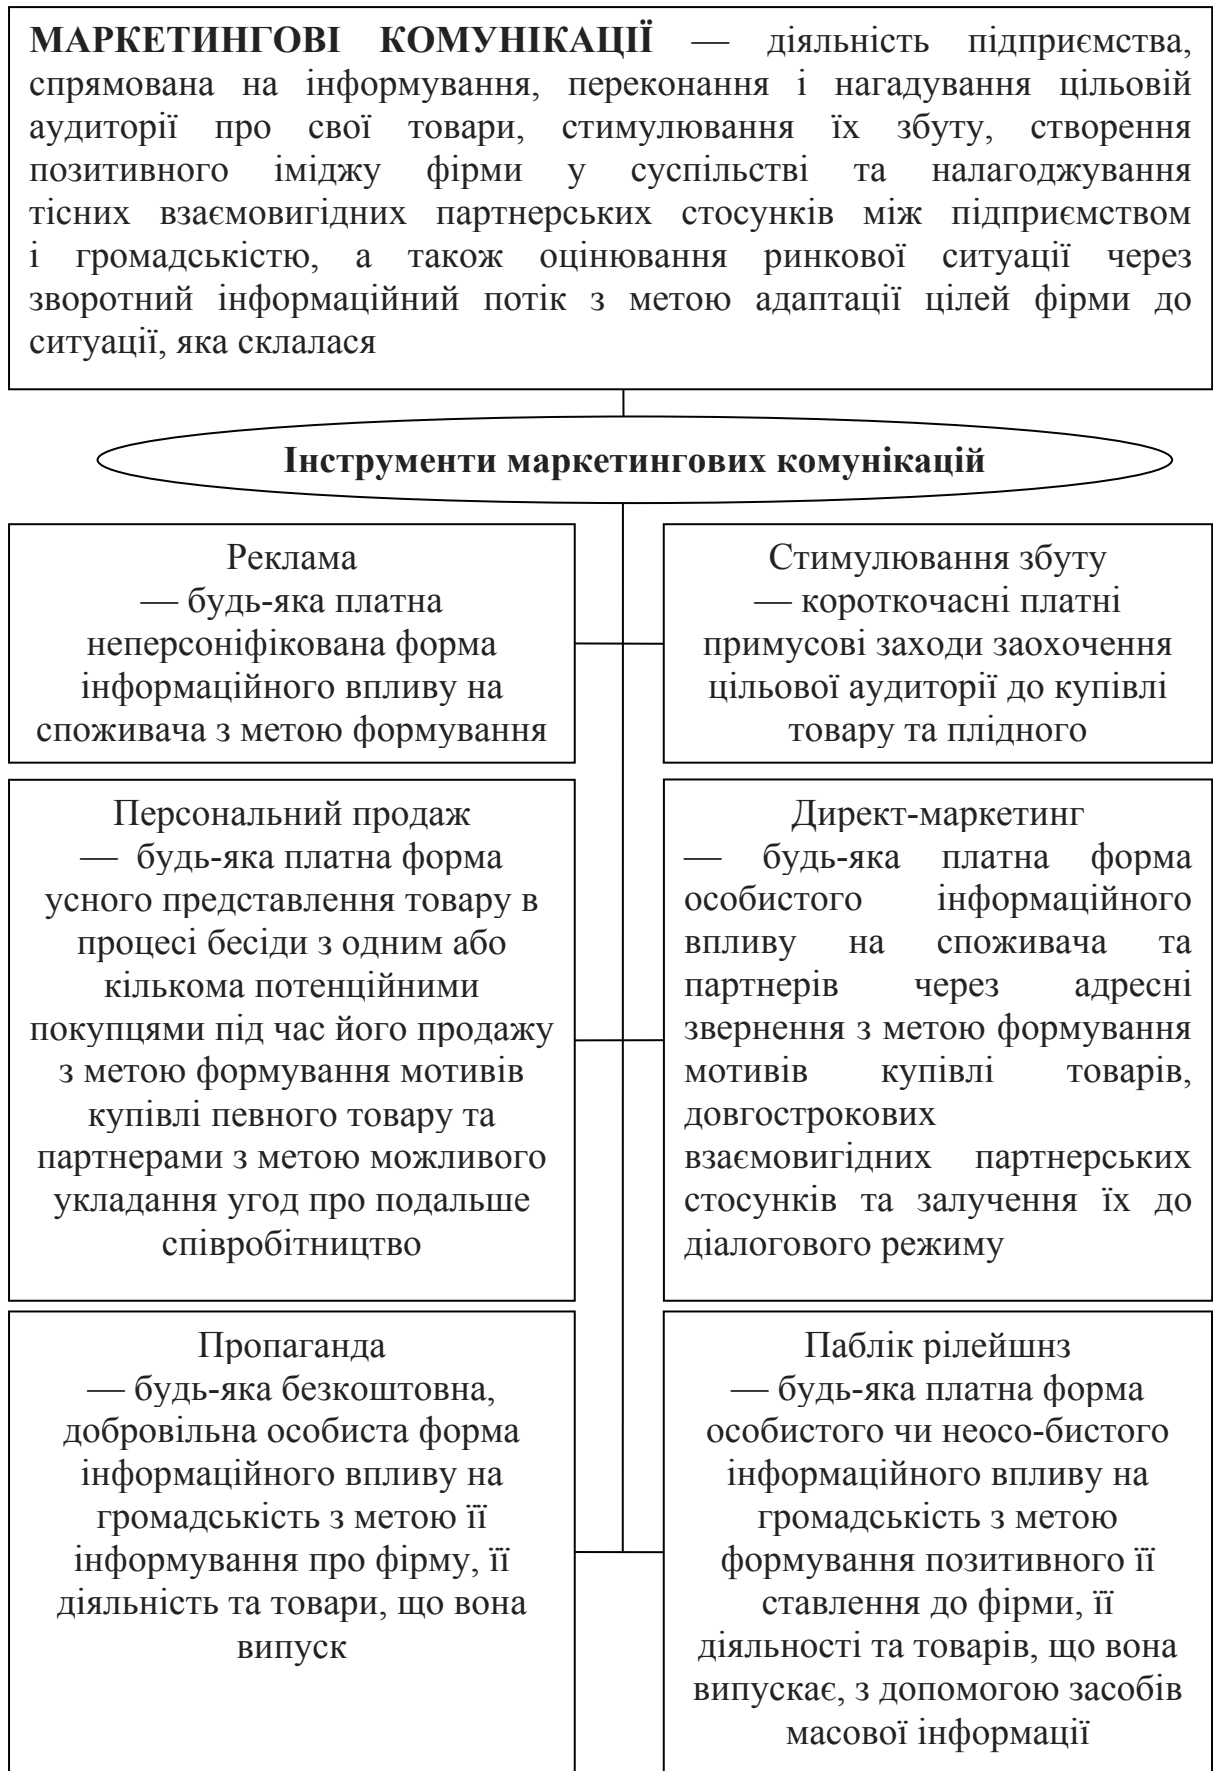 МАРКЕТИНГОВІ КОМУНІКАЦІЇ — діяльність підприємства,
спрямована на інформування, переконання і нагадування цільовій
аудиторії про свої товари, стимулювання їх збуту, створення
позитивного іміджу фірми у суспільстві та налагоджування
тісних взаємовигідних партнерських стосунків між підприємством
і громадськістю, а також оцінювання ринкової ситуації через
зворотний інформаційний потік з метою адаптації цілей фірми до
ситуації, яка склалася
Інструменти маркетингових комунікацій
Реклама
— будь-яка платна
неперсоніфікована форма
інформаційного впливу на
споживача з метою формування
Стимулювання збуту
— короткочасні платні
примусові заходи заохочення
цільової аудиторії до купівлі
товару та плідного
Персональний продаж
— будь-яка платна форма
усного представлення товару в
процесі бесіди з одним або
кількома потенційними
покупцями під час його продажу
з метою формування мотивів
купівлі певного товару та
партнерами з метою можливого
укладання угод про подальше
співробітництво
Директ-маркетинг
— будь-яка платна форма
особистого інформаційного
впливу на споживача та
партнерів через адресні
звернення з метою формування
мотивів купівлі товарів,
довгострокових
взаємовигідних партнерських
стосунків та залучення їх до
діалогового режиму
Пропаганда
— будь-яка безкоштовна,
добровільна особиста форма
інформаційного впливу на
громадськість з метою її
інформування про фірму, її
діяльність та товари, що вона
випуск
Паблік рілейшнз
— будь-яка платна форма
особистого чи неосо-бистого
інформаційного впливу на
громадськість з метою
формування позитивного її
ставлення до фірми, її
діяльності та товарів, що вона
випускає, з допомогою засобів
масової інформації